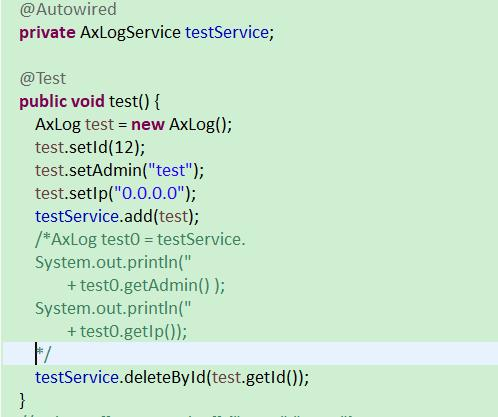 @Autowired
private AxLogService testService;
@Test
public void test() {
AxLog test = new AxLog();
test.setId(12);
test.setAdmin("test");
test.setIp("0.0.0.0");
testService.add(test);
/*AxLog test0 = testService.
System.out.println("
+ test0.getAdmin() );
System.out.println("
+ test0.getIp());
*/
testService.deleteById(test.getId());
}